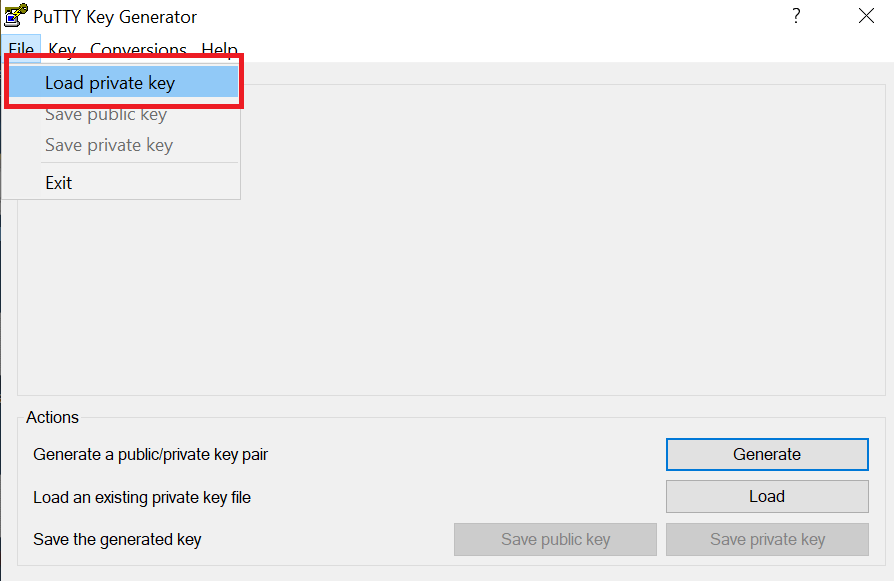 PuTTY Key Generator
?
File Key Conversions Help
Load private key
Save public key
Save private key
Exit
Actions
Generate a public/private key pair
Generate
Load an existing private key file
Load
Save the generated key
Save public key
Save private key